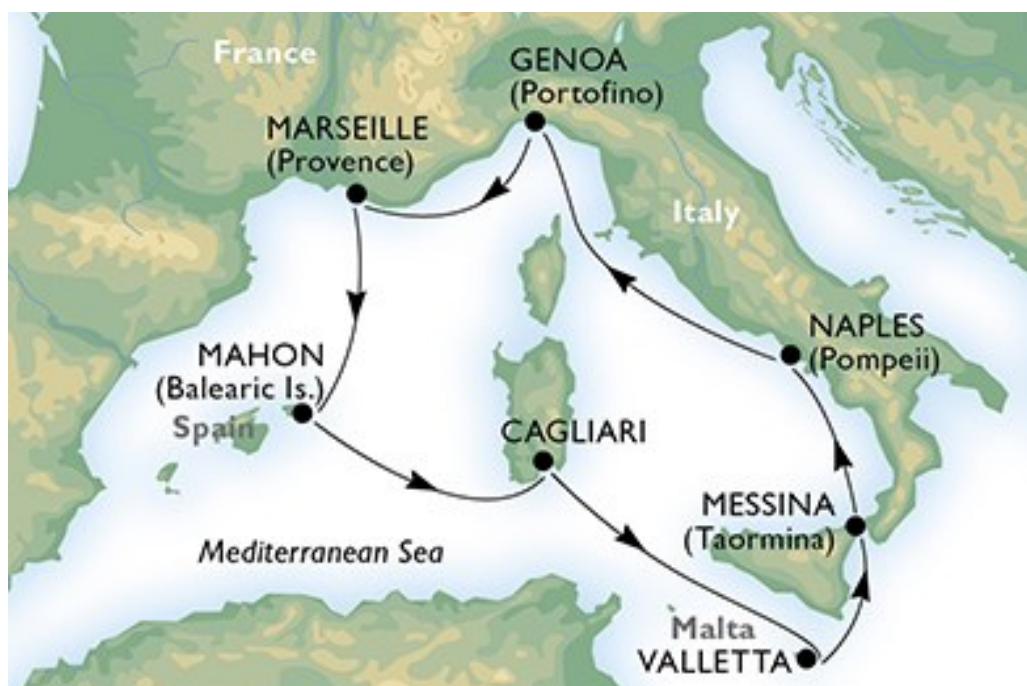 France
GENOA
(Portofino)
MARSEILLE
(Provence)
Italy
NAPLES
(Pompeii)
MAHON
(Balearic Is.)
Spain
CAGLIARI
MESSINA
(Taormina)
Mediterranean Sea
Malta
VALLETTA